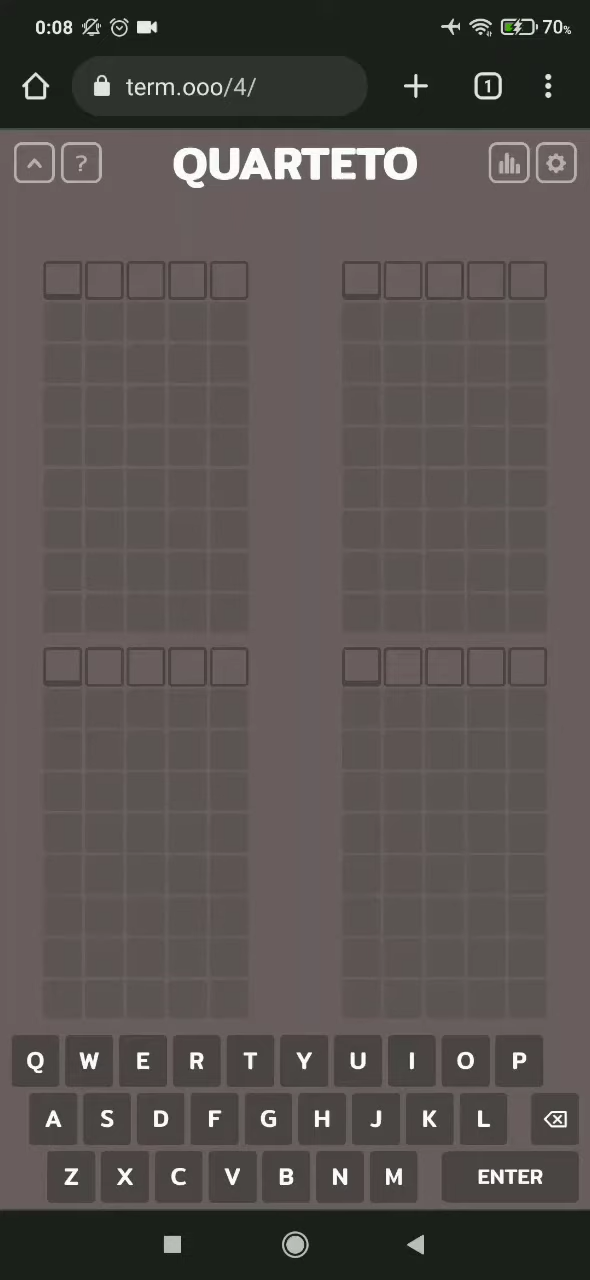 0:08 70%
term.ooo/4/ 1
? QUARTETO
Q W E R T Y U I O P
A S D F G H J K L
Z X C V B N M ENTER